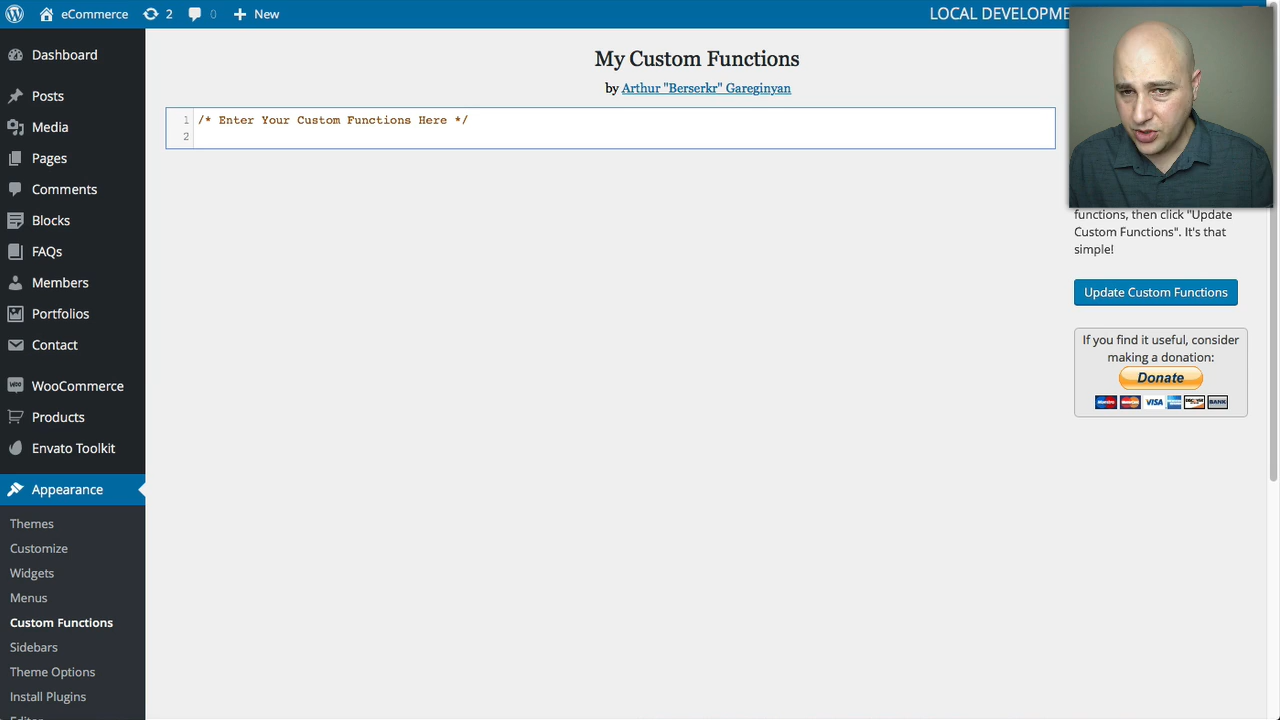 eCommerce 2 0 New LOCAL DEVELOPME
Dashboard
Posts
Media
Pages
Comments
Blocks
FAQs
Members
Portfolios
Contact
WooCommerce
Products
Envato Toolkit
Appearance
Themes
Customize
Widgets
Menus
Custom Functions
Sidebars
Theme Options
Install Plugins
My Custom Functions
by Arthur "Berserkr" Gareginyan
1 /* Enter Your Custom Functions Here */
2
functions, then click "Update
Custom Functions". It's that
simple!
Update Custom Functions
If you find it useful, consider
making a donation:
Donate
VISA
BANK